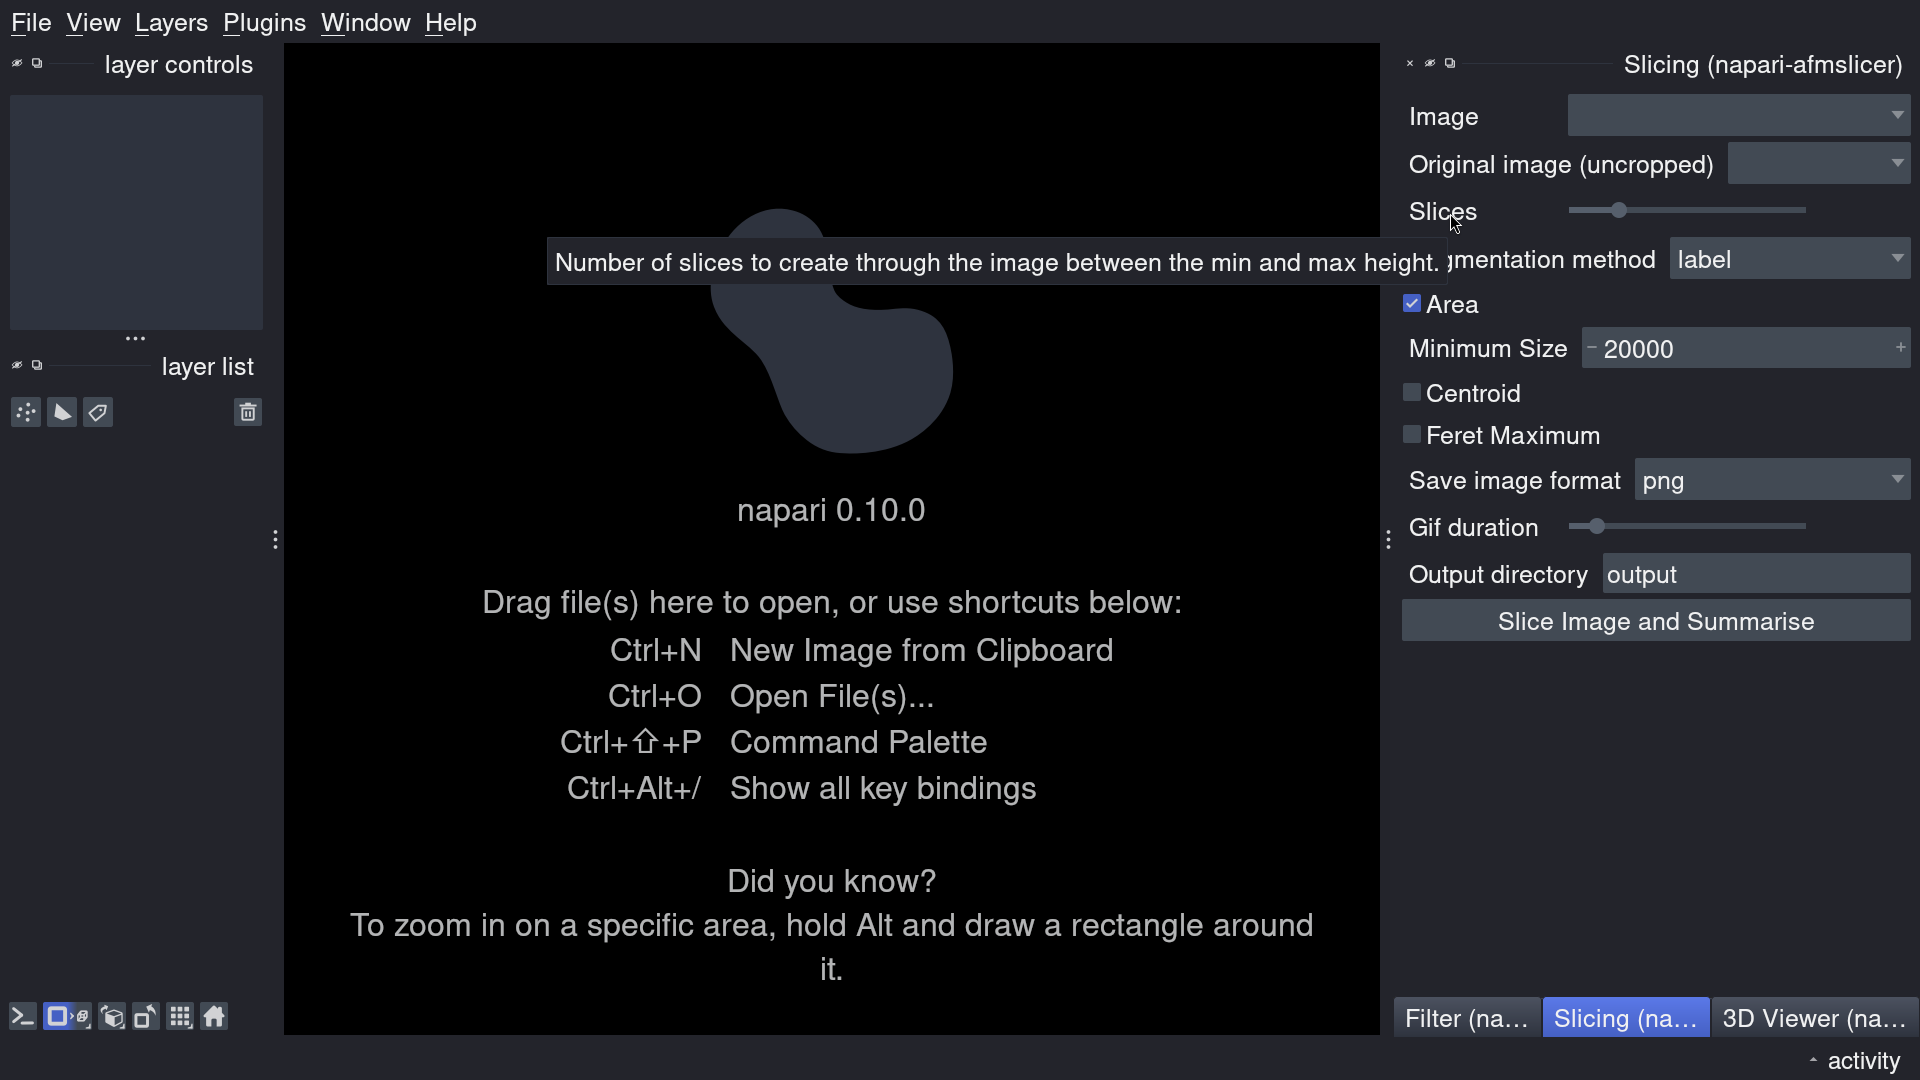 File View Layers Plugins Window Help
layer controls
layer list
Number of slices to create through the image between the min and max height.
napari 0.10.0
Drag file(s) here to open, or use shortcuts below:
Ctrl+N New Image from Clipboard
Ctrl+O Open File(s)...
Ctrl+⇧+P Command Palette
Ctrl+Alt+/ Show all key bindings
Did you know?
To zoom in on a specific area, hold Alt and draw a rectangle around
it.
Slicing (napari-afmslicer)
Image
Original image (uncropped)
Slices
gmentation method label
Area
Minimum Size 20000
Centroid
Feret Maximum
Save image format png
Gif duration
Output directory output
Slice Image and Summarise
Filter (na... Slicing (na... 3D Viewer (na...
activity